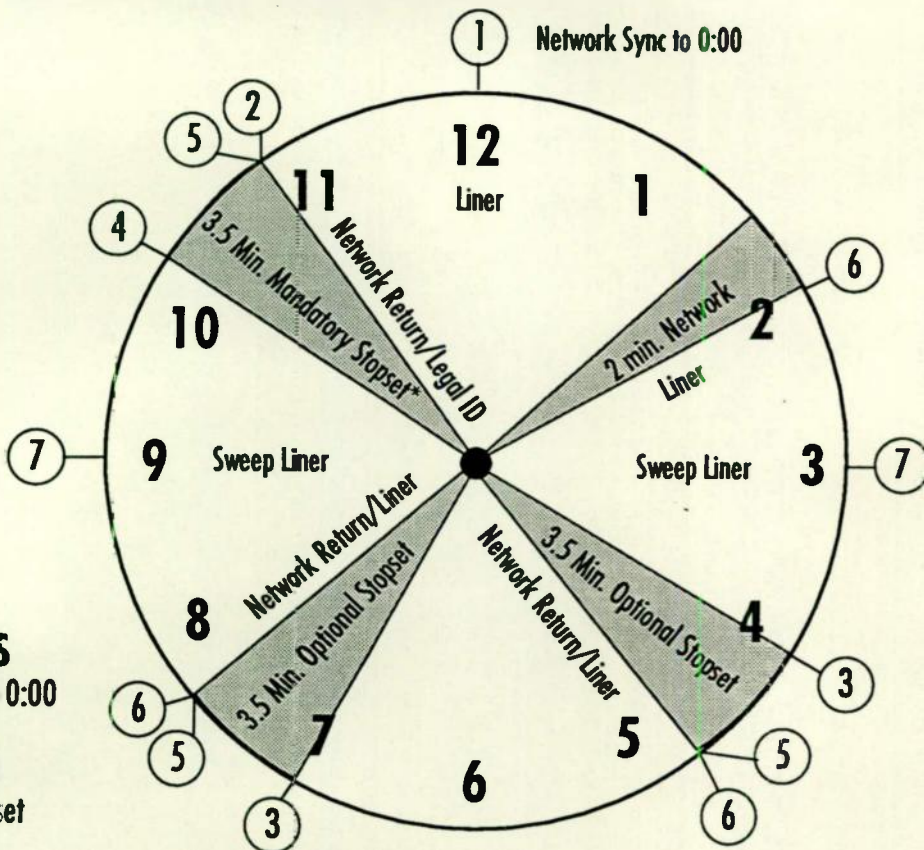 1 Network Sync to 0:00
2
5
12
11
Liner
1
4
3.5 Min. Mandatory Stopset*
Network Return/Legal ID
6
2 min. Network
2
10
Liner
7
9
Sweep Liner
Sweep Liner
3
7
Network Return/Liner
3.5 Min. Optional Stopset
Network Return/Liner
3.5 Min. Optional Stopset
4
8
3
0:00
6
5
7
6
5
5
3
6